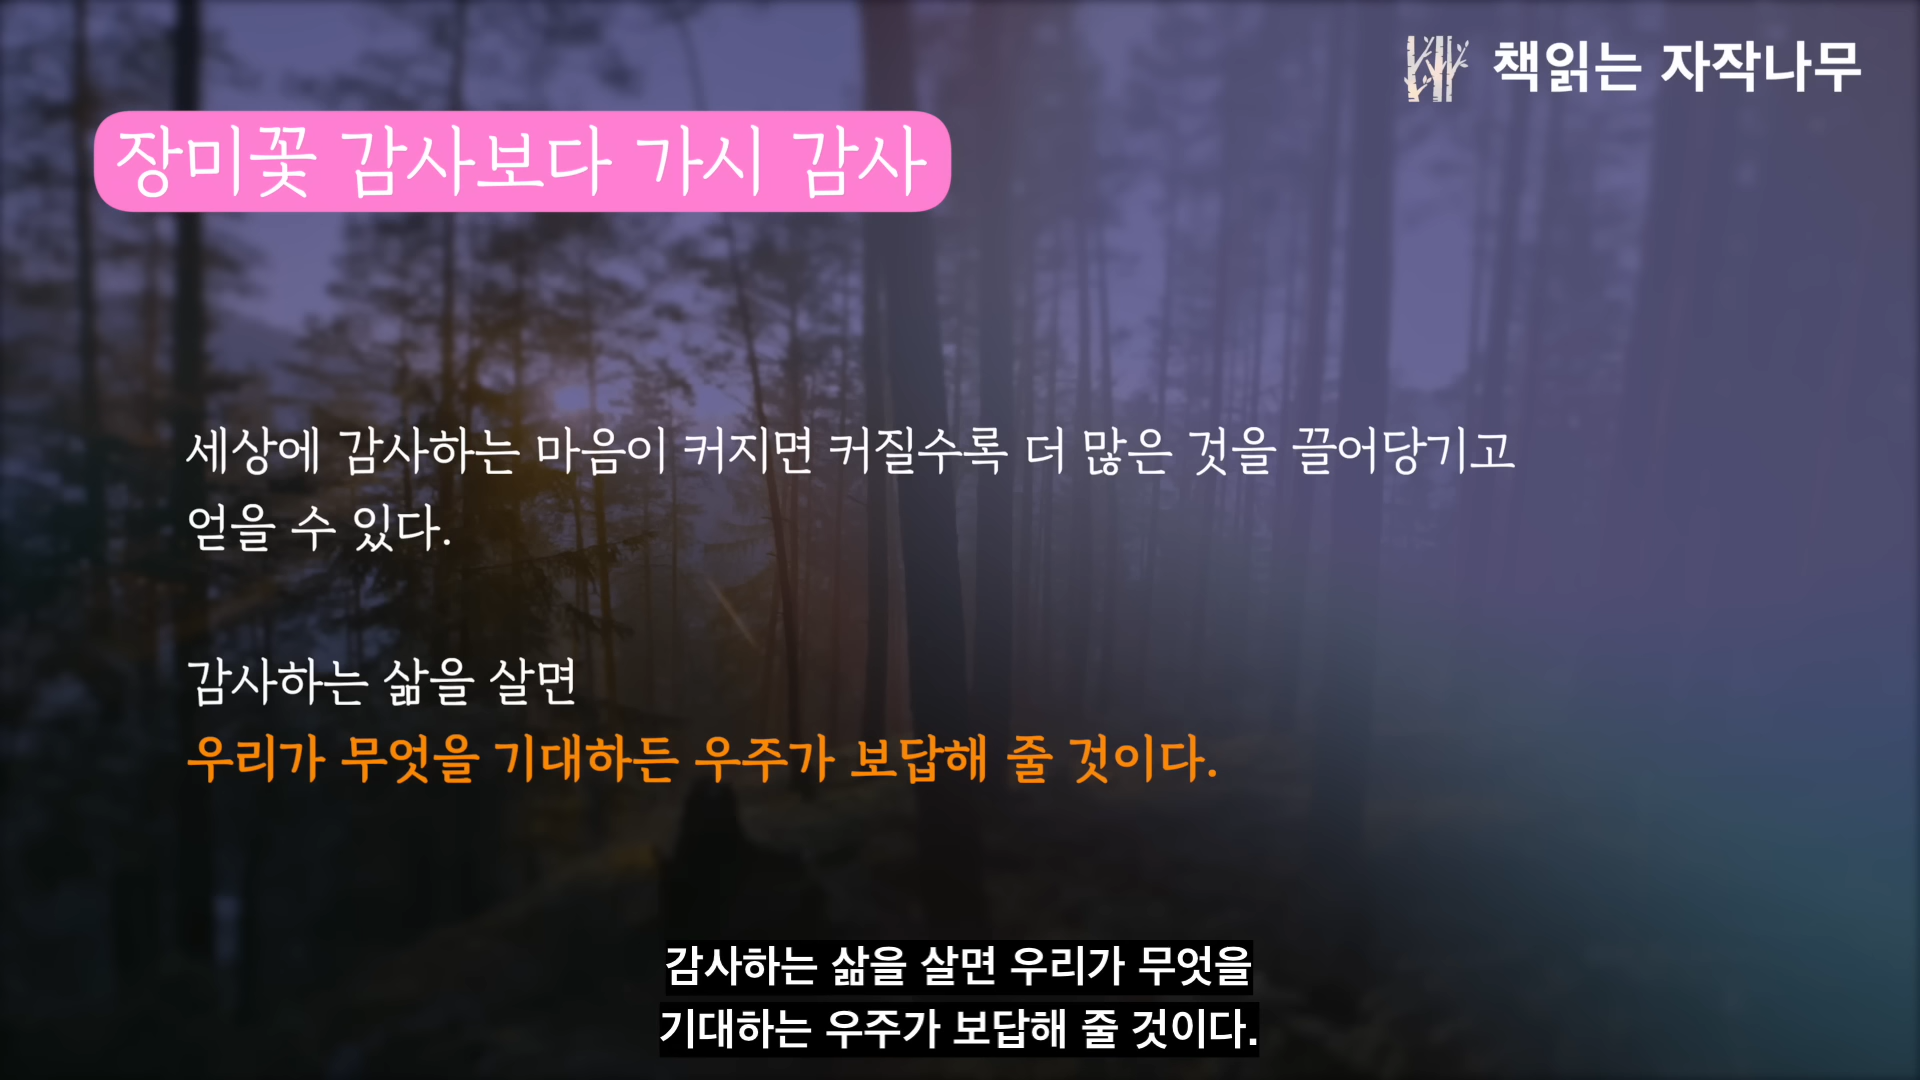 책읽는 자작나무
장미꽃 감사보다 가시 감사
세상에 감사하는 마음이 커지면 커질수록 더 많은 것을 끌어당기고
얻을 수 있다.
감사하는 삶을 살면
우리가 무엇을 기대하든 우주가 보답해 줄 것이다.
감사하는 삶을 살면 우리가 무엇을
기대하는 우주가 보답해 줄 것이다.